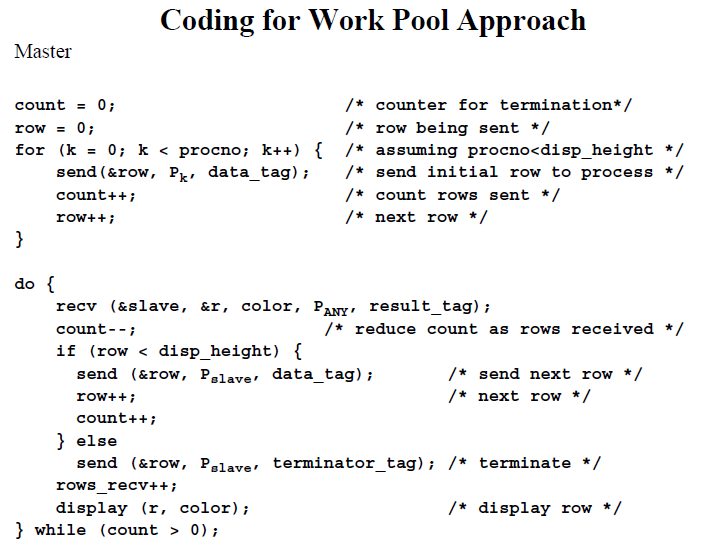 Coding for Work Pool Approach
Master
count = 0; /* counter for termination*/
row = 0; /* row being sent */
for (k = 0; k < procno; k++) { /* assuming procno<disp_height */
send(&row, Pk, data_tag); /* send initial row to process */
count++; /* count rows sent */
row++; /* next row */
}
do {
recv (&slave, &r, color, PANY, result_tag);
count--; /* reduce count as rows received */
if (row < disp_height) {
send (&row, Pslave, data_tag); /* send next row */
row++; /* next row */
count++;
} else
send (&row, Pslave, terminator_tag); /* terminate */
rows_recv++;
display (r, color); /* display row */
} while (count > 0);